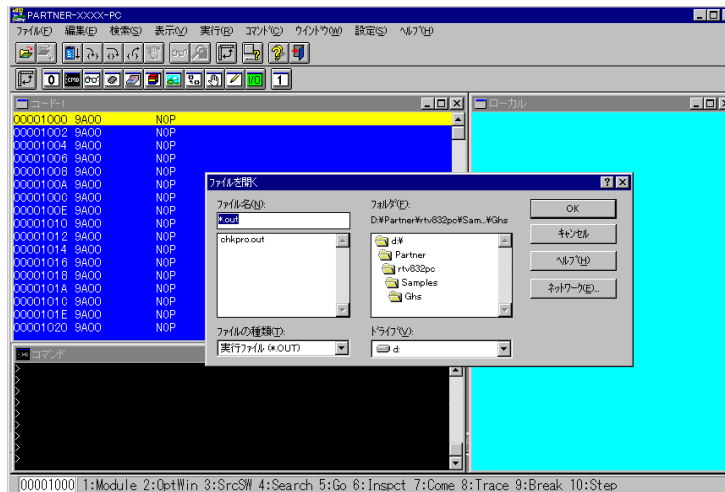 PARTNER-XXXX-PC
ファイル(F) 編集(E) 検索(S) 表示(V) 実行(R) コマンド(C) ウインドウ(W) 設定(S) ヘルプ(H)
0 CMD I/O 1
コード-1
00001000 9A00 NOP
00001002 9A00 NOP
00001004 9A00 NOP
00001006 9A00 NOP
00001008 9A00 NOP
0000100A 9A00 NOP
0000100C 9A00 NOP
0000100E 9A00 NOP
00001010 9A00 NOP
00001012 9A00 NOP
00001014 9A00 NOP
00001016 9A00 NOP
00001018 9A00 NOP
0000101A 9A00 NOP
0000101C 9A00 NOP
0000101E 9A00 NOP
00001020 9A00 NOP
ローカル
ファイルを開く
ファイル名(N):
*.out
chkpro.out
ファイルの種類(T):
実行ファイル (*.OUT)
フォルダ(F):
D:¥Partner¥rtv832pc¥Sam...¥Ghs
d:¥
Partner
rtv832pc
Samples
Ghs
ドライブ(V):
d:
OK
キャンセル
ヘルプ(H)
ネットワーク(E)...
コマンド
>
>
>
>
>
>
>
>
00001000 1:Module 2:OptWin 3:SrcSW 4:Search 5:Go 6:Inspct 7:Come 8:Trace 9:Break 10:Step